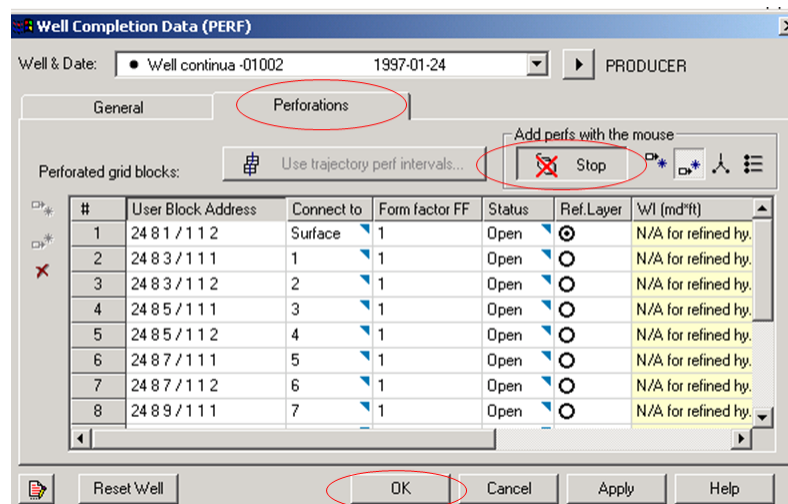 Well Completion Data (PERF)
Well & Date: Well continua -01002 1997-01-24 PRODUCER
General Perforations
Add perfs with the mouse
Perforated grid blocks: Use trajectory perf intervals... Stop
# User Block Address Connect to Form factor FF Status Ref.Layer WI (md*ft)
1 24 8 1 / 1 1 2 Surface 1 Open N/A for refined hy.
2 24 8 3 / 1 1 1 1 1 Open N/A for refined hy.
3 24 8 3 / 1 1 2 2 1 Open N/A for refined hy.
4 24 8 5 / 1 1 1 3 1 Open N/A for refined hy.
5 24 8 5 / 1 1 2 4 1 Open N/A for refined hy.
6 24 8 7 / 1 1 1 5 1 Open N/A for refined hy.
7 24 8 7 / 1 1 2 6 1 Open N/A for refined hy.
8 24 8 9 / 1 1 1 7 1 Open N/A for refined hy.
Reset Well OK Cancel Apply Help